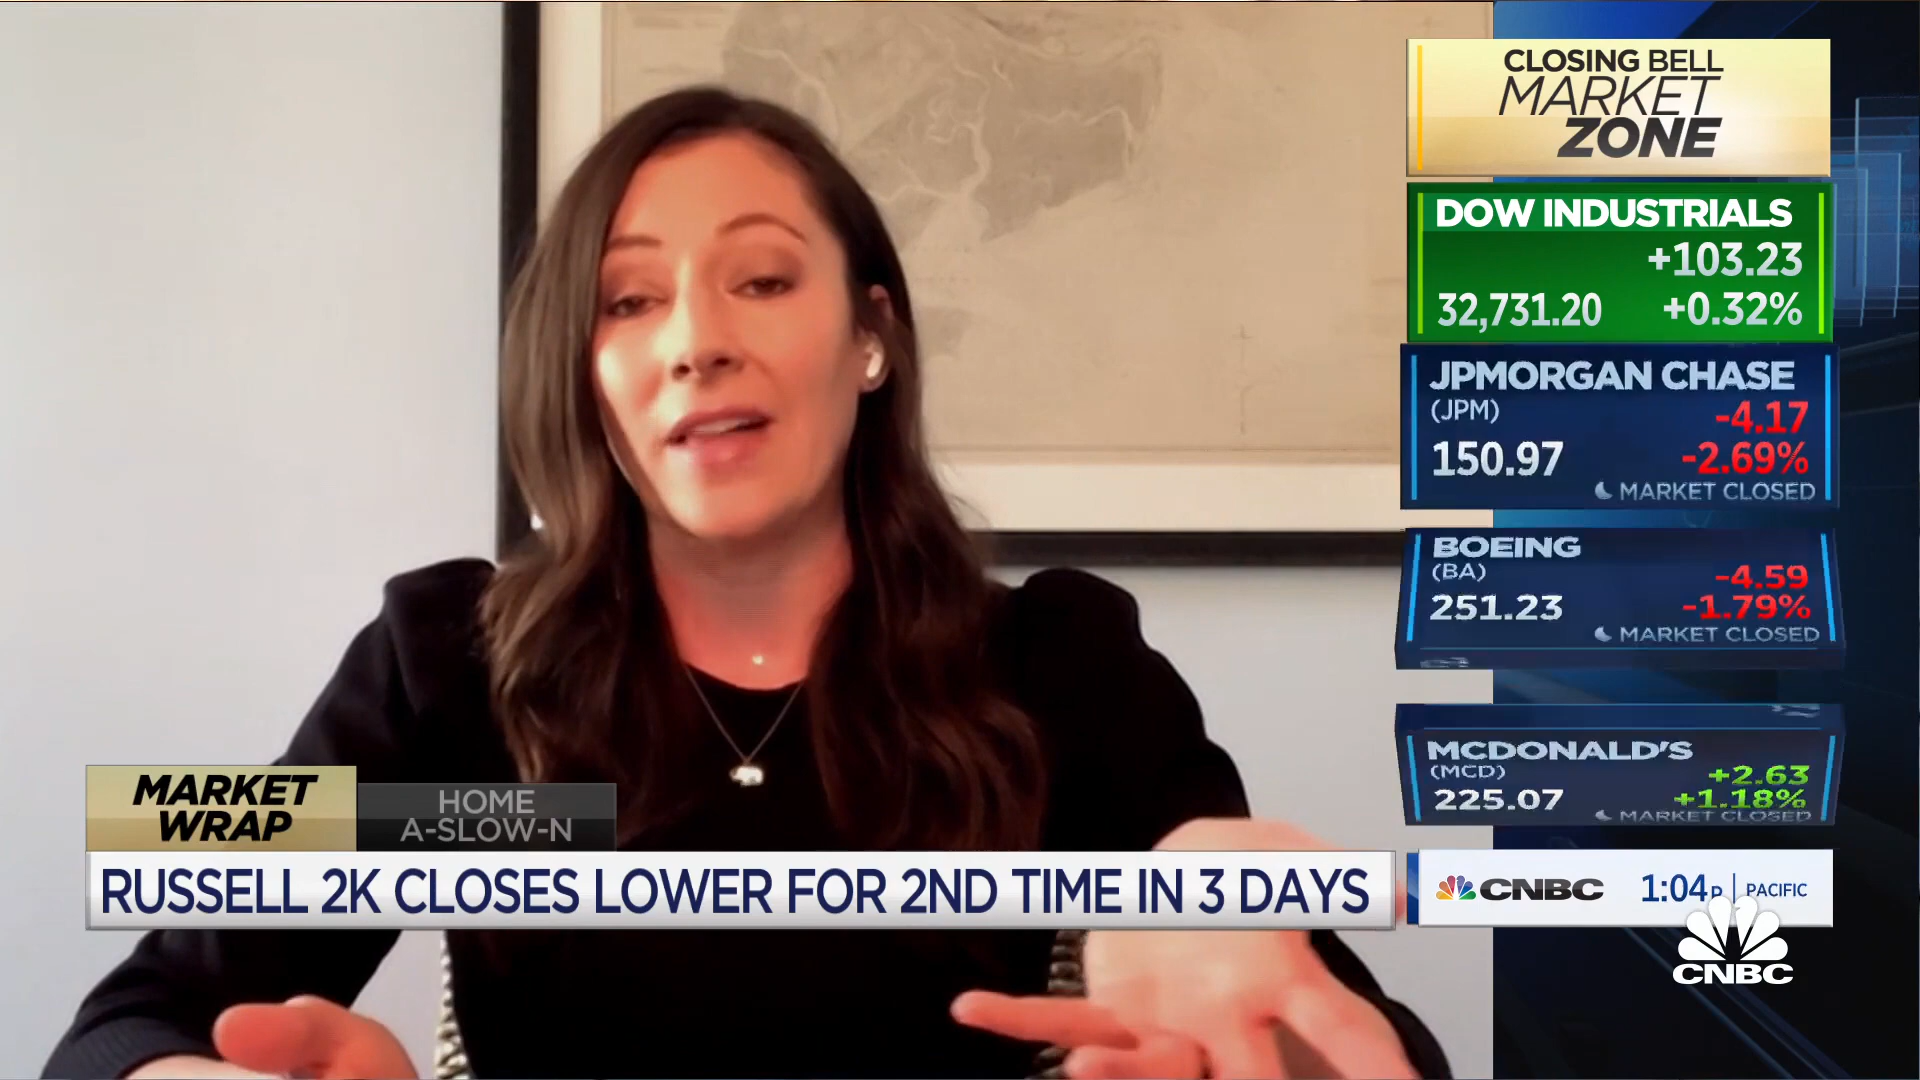 CLOSING BELL
MARKET
ZONE
DOW INDUSTRIALS
+103.23
32,731.20 +0.32%
JPMORGAN CHASE
(JPM) -4.17
150.97 -2.69%
MARKET CLOSED
BOEING
(BA) -4.59
251.23 -1.79%
MARKET CLOSED
MCDONALD'S
(MCD) +2.63
225.07 +1.18%
MARKET CLOSED
MARKET
WRAP
HOME
A-SLOW-N
RUSSELL 2K CLOSES LOWER FOR 2ND TIME IN 3 DAYS
CNBC 1:04P PACIFIC
CNBC